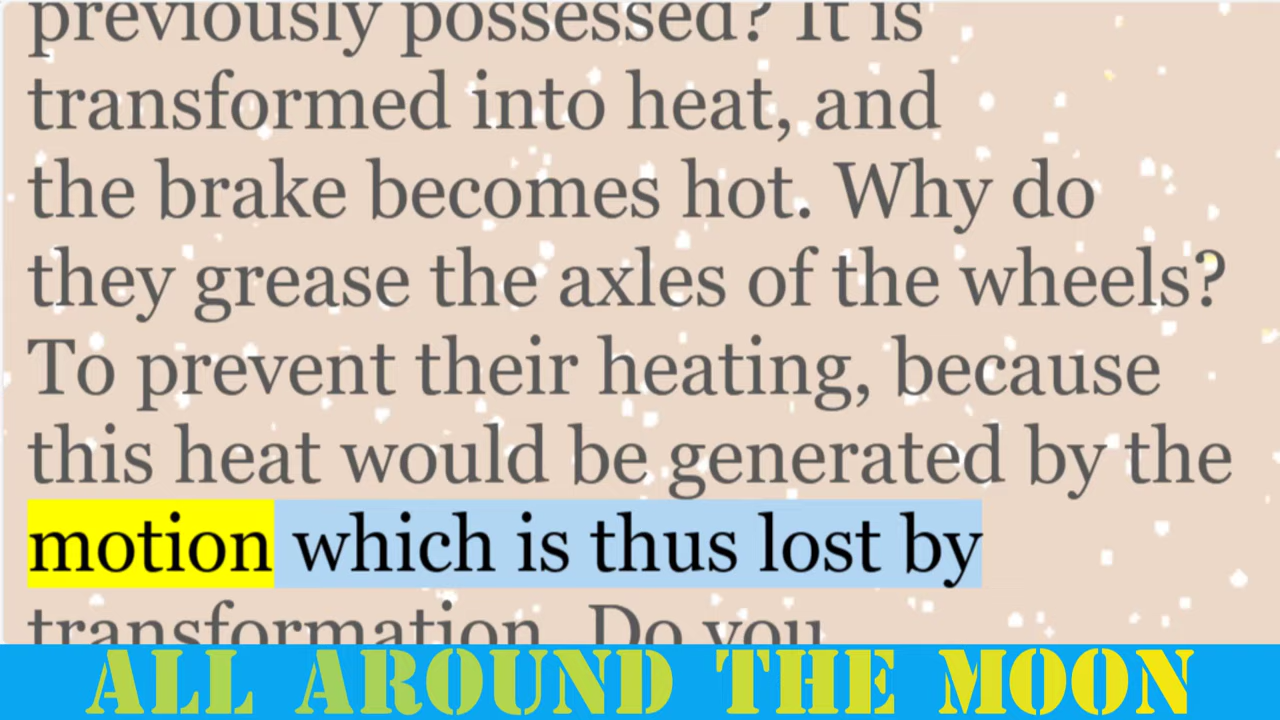 previously possessed? It is
transformed into heat, and
the brake becomes hot. Why do
they grease the axles of the wheels?
To prevent their heating, because
this heat would be generated by the
motion which is thus lost by
transformation. Do you
ALL AROUND THE MOON